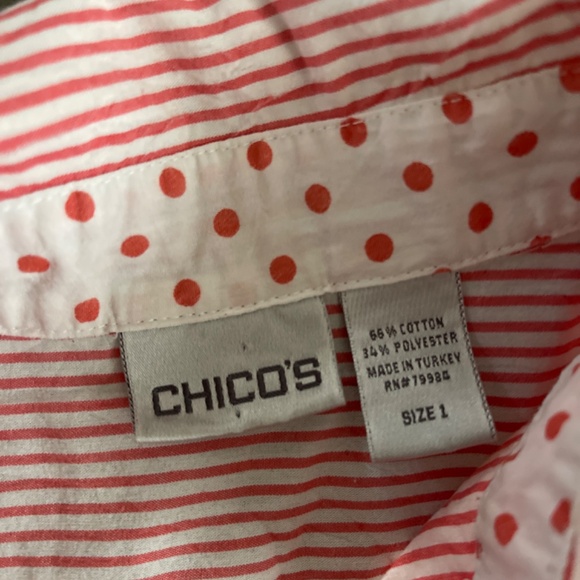 CHICO'S
66% COTTON
34% POLYESTER
MADE IN TURKEY
SIZE 1